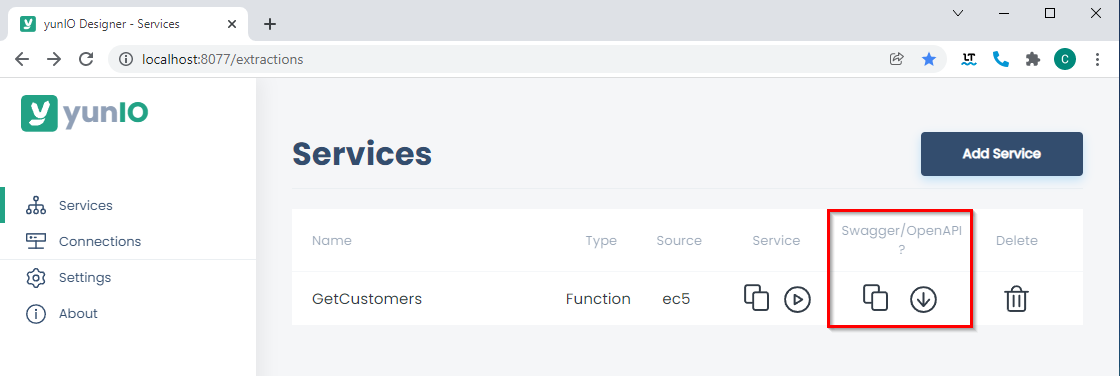 yunIO Designer - Services
localhost:8077/extractions
LT
C
yunIO
Services
Connections
Settings
About
Services
Add Service
Name Type Source Service Swagger/OpenAPI ? Delete
GetCustomers Function ec5